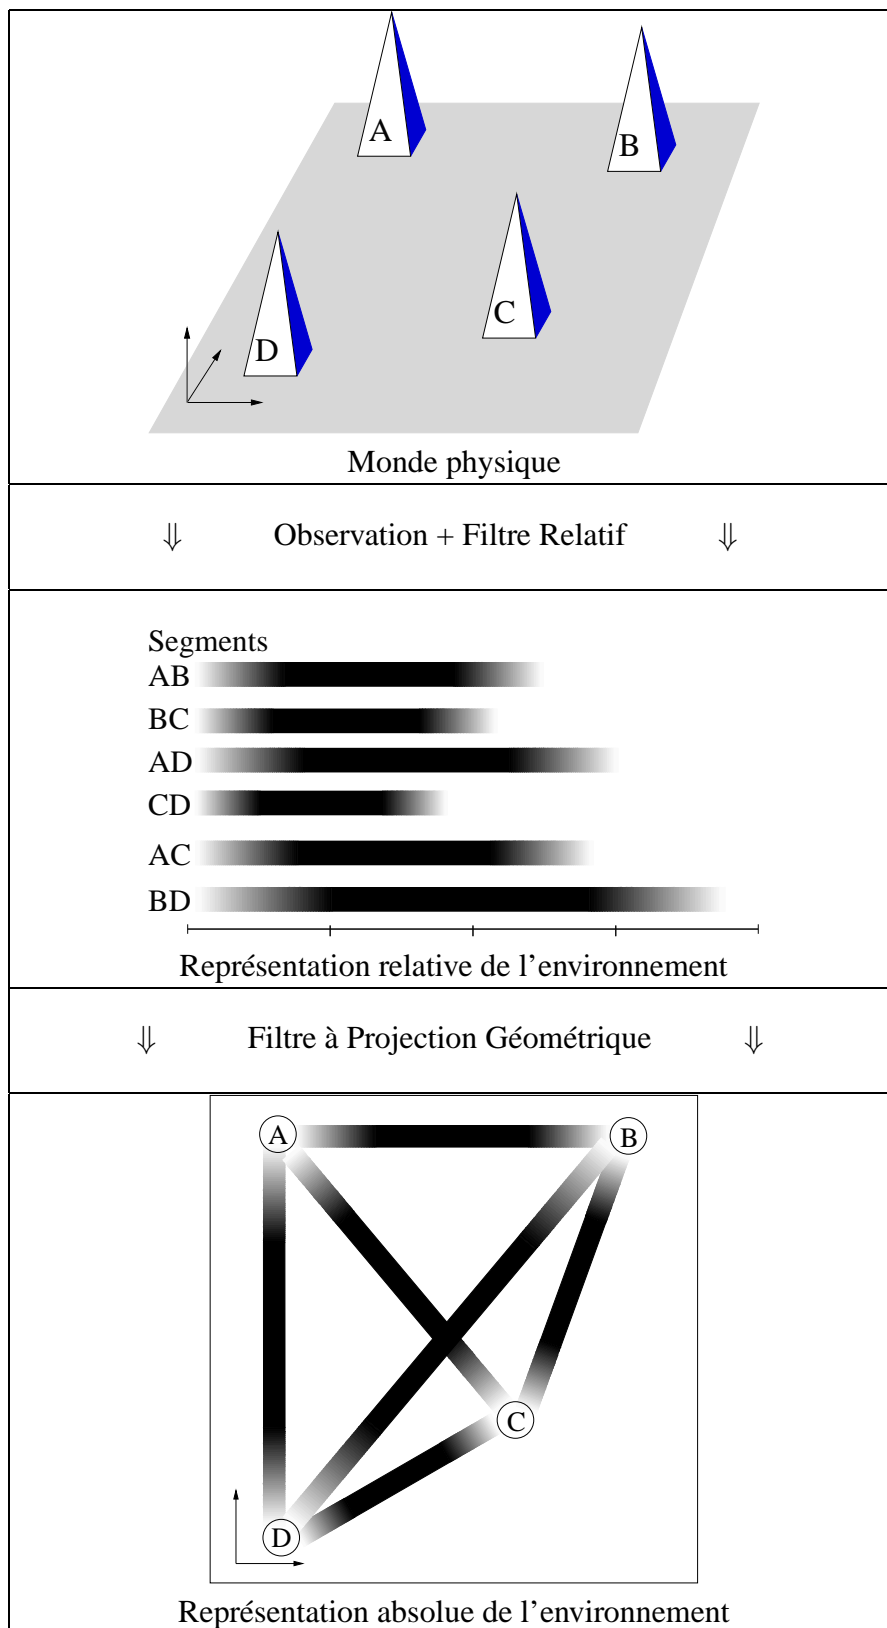 A
B
C
D
Monde physique
⇓ Observation + Filtre Relatif ⇓
Segments
AB
BC
AD
CD
AC
BD
Représentation relative de l'environnement
⇓ Filtre à Projection Géométrique ⇓
A
B
C
D
Représentation absolue de l'environnement